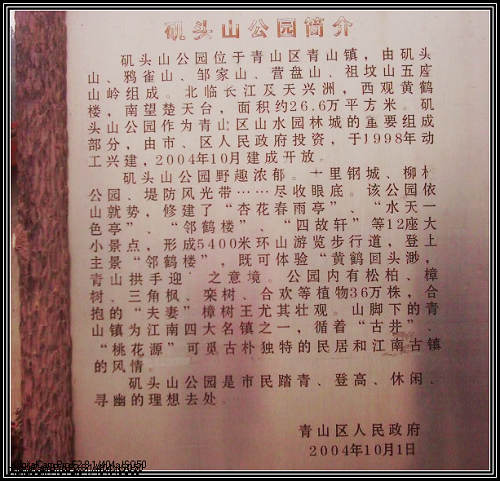 矶头山公园简介
矶头山公园位于青山区青山镇，由矶头
山、鸦雀山、邹家山、营盘山、祖坟山五座
山岭组成。北临长江及天兴洲，西观黄鹤
楼，南望楚天台，面积约26.6万平方米。矶
头山公园作为青山区山水园林城的重要组成
部分，由市、区人民政府投资，于1998年动
工兴建，2004年10月建成开放。
矶头山公园野趣浓郁。十里钢城、柳林
公园、堤防风光带……尽收眼底。该公园依
山就势，修建了“杏花春雨亭”、“水天一
色亭”、“邻鹤楼”、“四故轩”等12座大
小景点，形成5400米环山游览步行道，登上
主景“邻鹤楼”，既可体验“黄鹤回头渺，
青山拱手迎”之意境。公园内有松柏、樟
树、三角枫、栾树、合欢等植物36万株，合
抱的“夫妻”樟树王尤其壮观。山脚下的青
山镇为江南四大名镇之一，循着“古井”、
“桃花源”可觅古朴独特的民居和江南古镇
的风情。
矶头山公园是市民踏青、登高、休闲、
寻幽的理想去处。
青山区人民政府
2004年10月1日